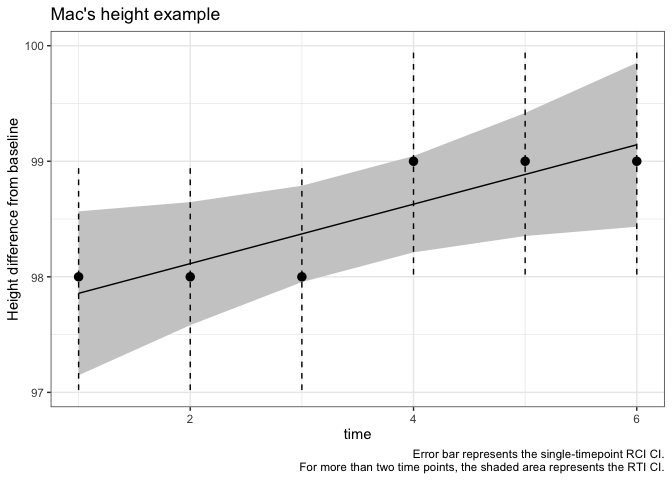 Mac's height example
100
99
98
97
Height difference from baseline
2
4
6
time
Error bar represents the single-timepoint RCI CI.
For more than two time points, the shaded area represents the RTI CI.